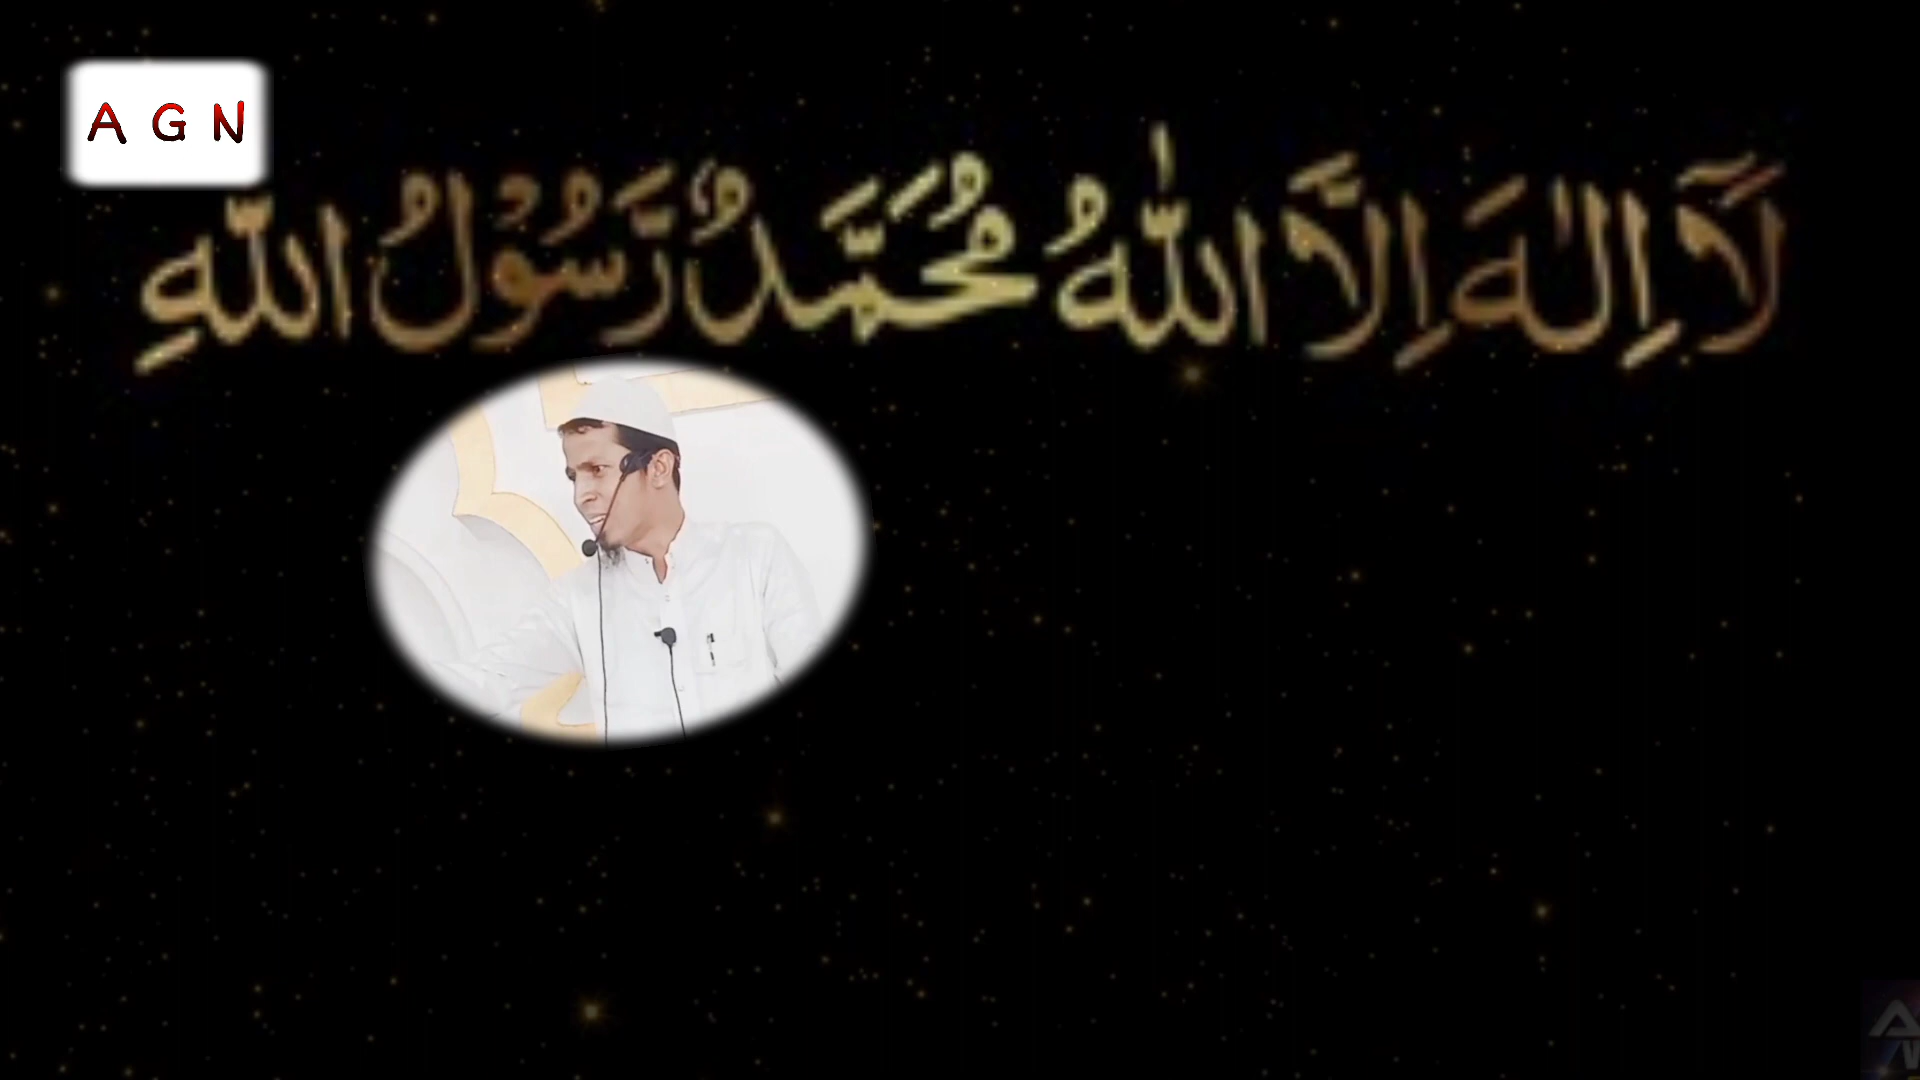 A G N
لَآ اِلٰهَ اِلَّا اللّٰهُ مُحَمَّدٌ رَّسُوْلُ اللّٰهِ